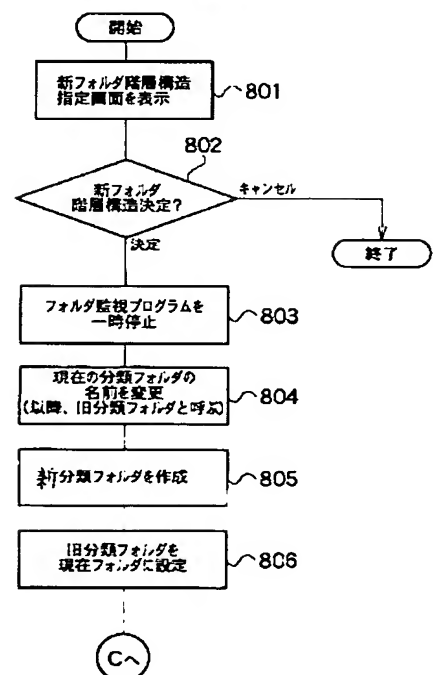 開始
新フォルダ階層構造
指定画面を表示
801
802
新フォルダ
階層構造決定?
キャンセル
決定
終了
フォルダ監視プログラムを
一時停止
803
現在の分類フォルダの
名前を変更
(以降、旧分類フォルダと呼ぶ)
804
新分類フォルダを作成
805
旧分類フォルダを
現在フォルダに設定
806
Cへ